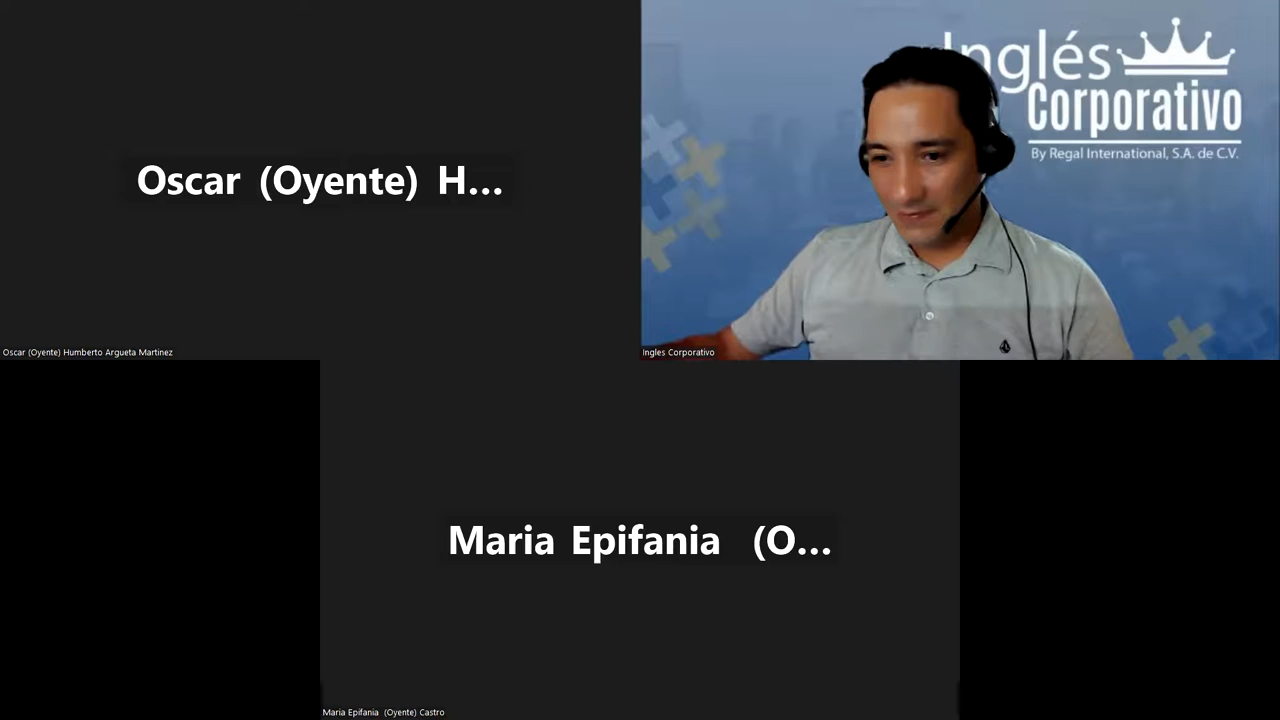 Oscar (Oyente) H...
Oscar (Oyente) Humberto Argueta Martinez
Inglés
Corporativo
By Regal International, S.A. de C.V.
Ingles Corporativo
Maria Epifania (O...
Maria Epifania (Oyente) Castro